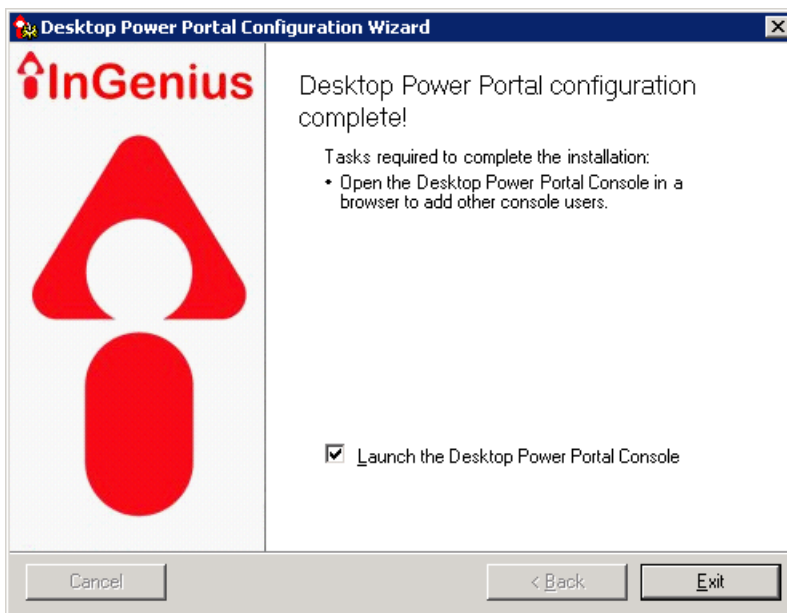 Desktop Power Portal Configuration Wizard
InGenius
Desktop Power Portal configuration
complete!
Tasks required to complete the installation:
• Open the Desktop Power Portal Console in a
browser to add other console users.
Launch the Desktop Power Portal Console
Cancel
< Back
Exit